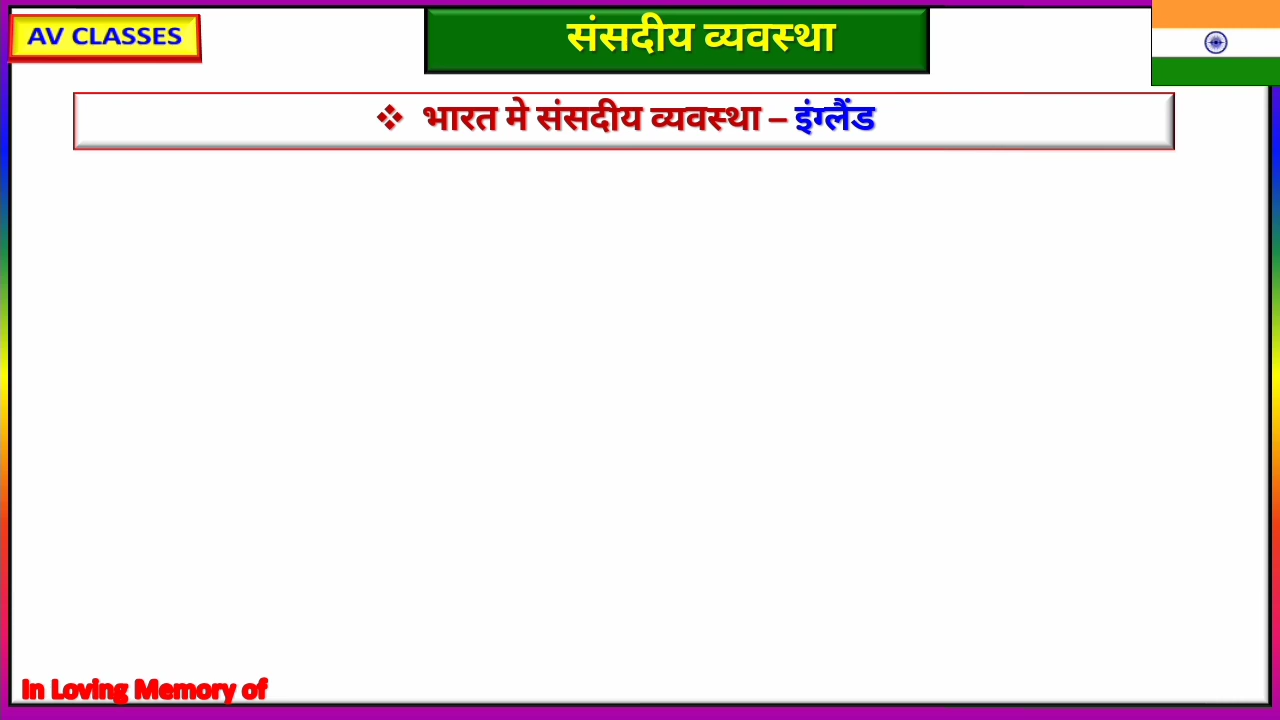 AV CLASSES
संसदीय व्यवस्था
❖ भारत मे संसदीय व्यवस्था – इंग्लैंड
In Loving Memory of